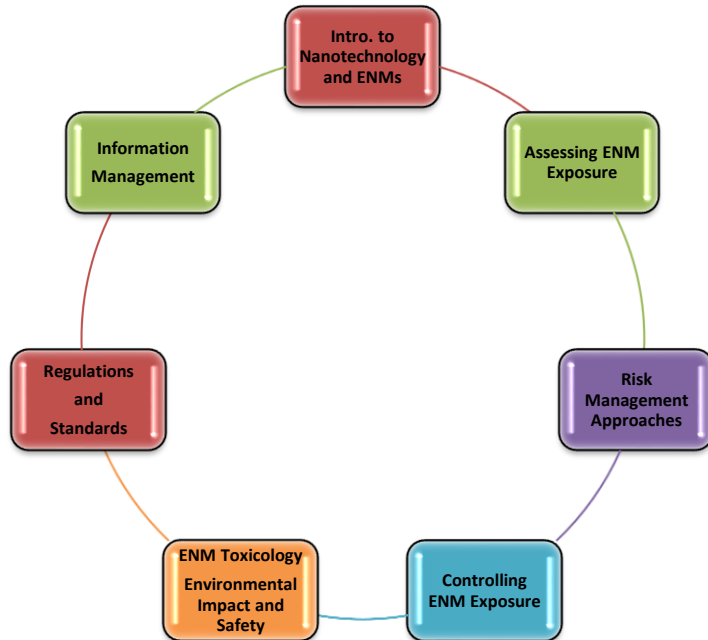 Intro. to
Nanotechnology
and ENMs
Assessing ENM
Exposure
Risk
Management
Approaches
Controlling
ENM Exposure
ENM Toxicology
Environmental
Impact and
Safety
Regulations
and
Standards
Information
Management